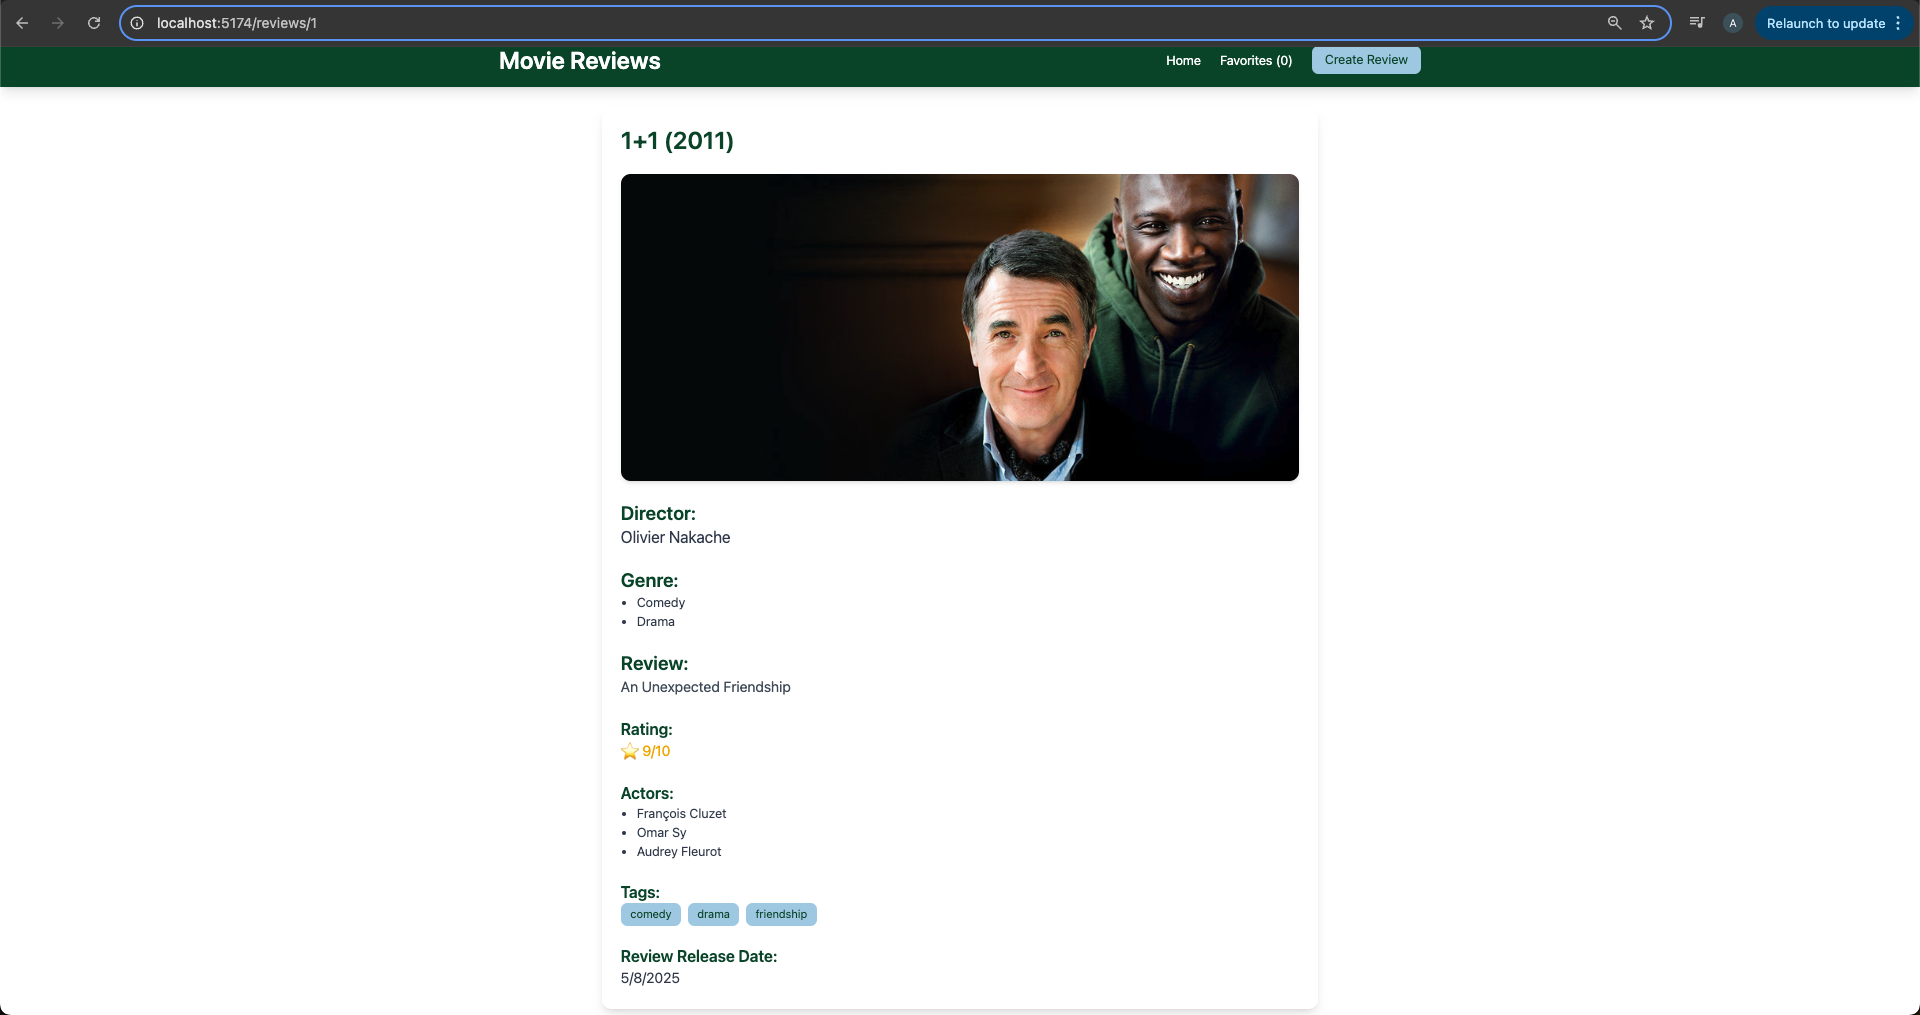 localhost:5174/reviews/1
A
Relaunch to update
Movie Reviews
Home
Favorites (0)
Create Review
1+1 (2011)
Director:
Olivier Nakache
Genre:
Comedy
Drama
Review:
An Unexpected Friendship
Rating:
9/10
Actors:
François Cluzet
Omar Sy
Audrey Fleurot
Tags:
comedy drama friendship
Review Release Date:
5/8/2025